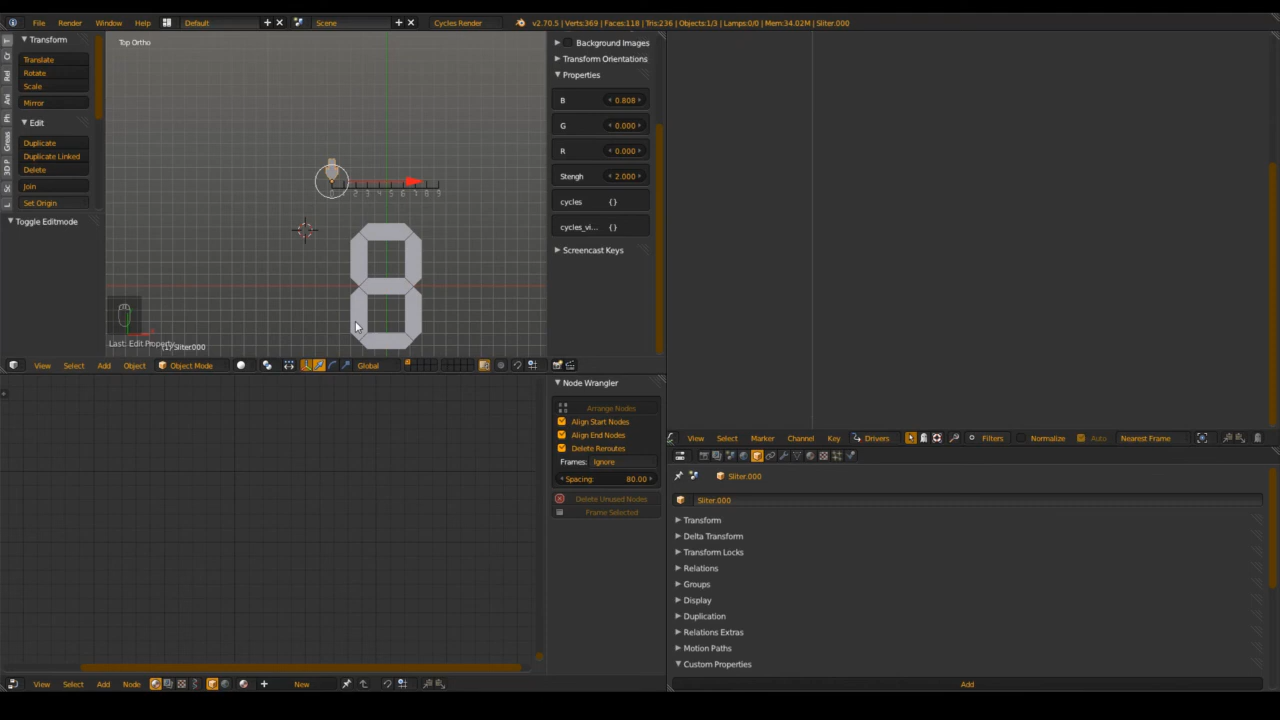 File Render Window Help Default Scene Cycles Render v2.70.5 | Verts:369 | Faces:118 | Tris:236 | Objects:1/3 | Lamps:0/0 | Mem:34.02M | Sliter.000
Transform
Translate
Rotate
Scale
Mirror
Edit
Duplicate
Duplicate Linked
Delete
Join
Set Origin
Toggle Editmode
Top Ortho
Last: Edit Property
(1) Sliter.000
Background Images
Transform Orientations
Properties
B 0.808
G 0.000
R 0.000
Stengh 2.000
cycles {}
cycles_vi... {}
Screencast Keys
View Select Add Object Object Mode Global
Node Wrangler
Arrange Nodes
Align Start Nodes
Align End Nodes
Delete Reroutes
Frames: Ignore
Spacing: 80.00
Delete Unused Nodes
Frame Selected
View Select Add Node New
View Select Marker Channel Key Drivers Filters Normalize Auto Nearest Frame
Sliter.000
Sliter.000
Transform
Delta Transform
Transform Locks
Relations
Groups
Display
Duplication
Relations Extras
Motion Paths
Custom Properties
Add